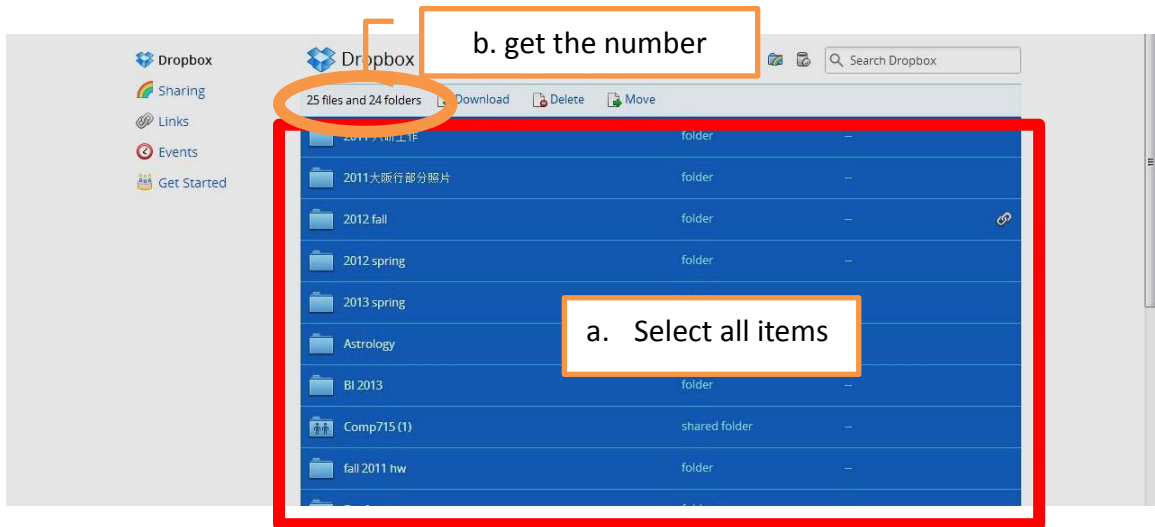 b. get the number
Dropbox
Dropbox
Search Dropbox
Sharing
Links
Events
Get Started
25 files and 24 folders Download Delete Move
folder --
2011大阪行部分照片 folder --
2012 fall folder --
2012 spring folder --
2013 spring
a. Select all items
Astrology
BI 2013 folder --
Comp715 (1) shared folder --
fall 2011 hw folder --